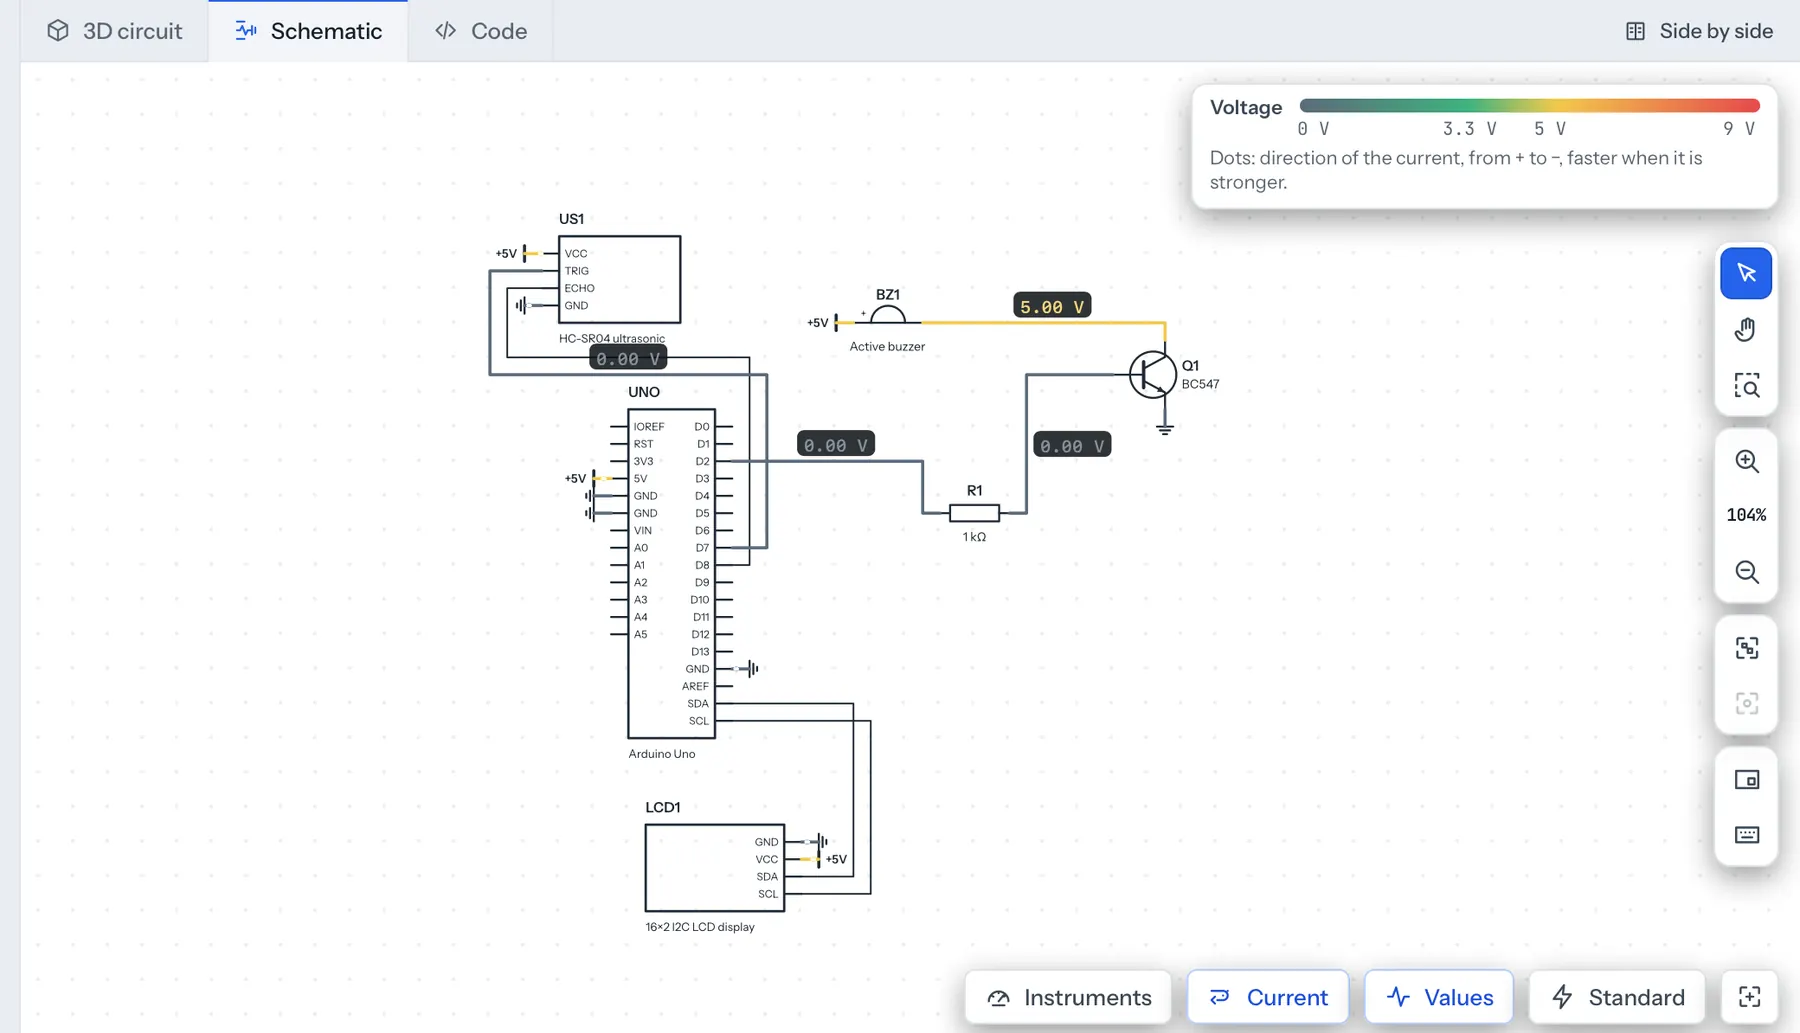 3D circuit
Schematic
Code
Side by side
Voltage
0 V
3.3 V
5 V
9 V
Dots: direction of the current, from + to −, faster when it is
stronger.
US1
+5V
VCC
TRIG
ECHO
GND
HC-SR04 ultrasonic
0.00 V
BZ1
+5V
+
Active buzzer
5.00 V
Q1
BC547
0.00 V
0.00 V
R1
1 kΩ
UNO
IOREF
D0
RST
D1
3V3
D2
+5V
5V
D3
GND
D4
GND
D5
VIN
D6
A0
D7
A1
D8
A2
D9
A3
D10
A4
D11
A5
D12
D13
GND
AREF
SDA
SCL
Arduino Uno
LCD1
GND
VCC
+5V
SDA
SCL
16×2 I2C LCD display
104%
Instruments
Current
Values
Standard